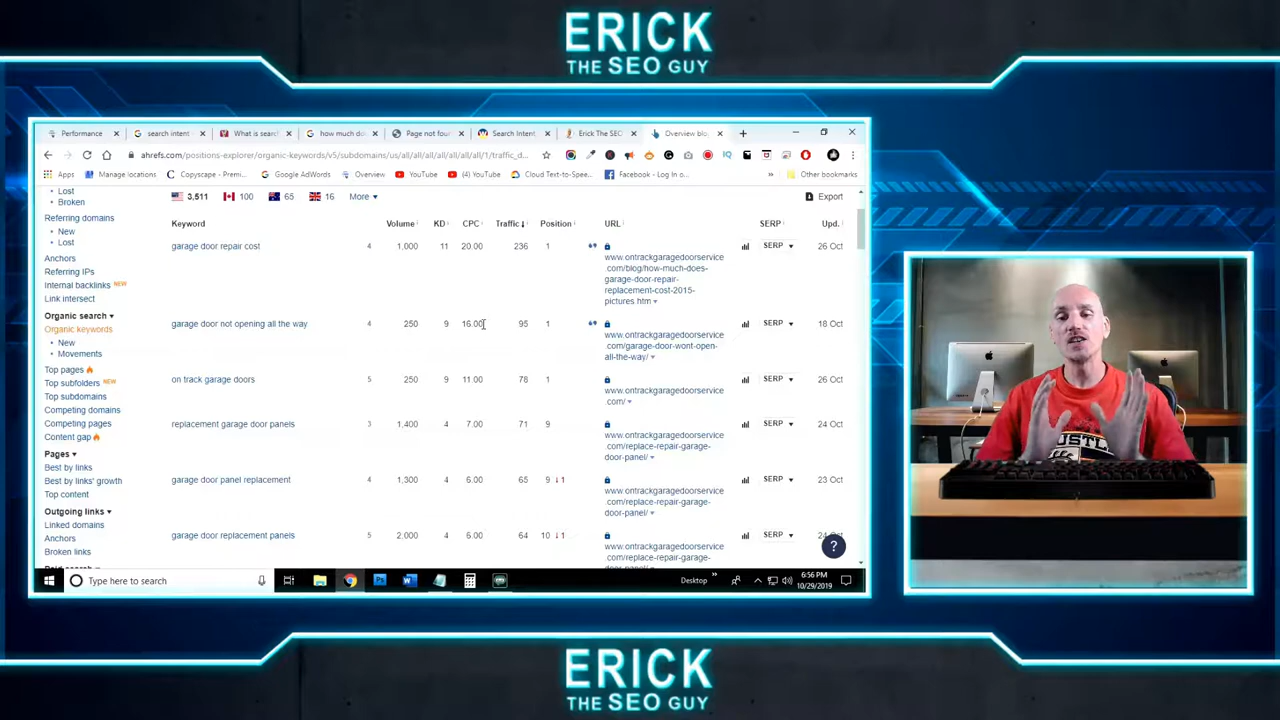 ERICK
THE SEO GUY
Performance
search intent
What is searc
how much do
Page not foun
Search Intent
Erick The SEO
Overview blo
ahrefs.com/positions-explorer/organic-keywords/v5/subdomains/us/all/all/all/all/all/all/1/traffic_d...
Apps
Manage locations
Copyscape - Premi...
Google AdWords
Overview
YouTube
(4) YouTube
Cloud Text-to-Spee...
Facebook - Log In o...
»
Other bookmarks
Lost
Broken
Referring domains
New
Lost
Anchors
Referring IPs
Internal backlinks NEW
Link intersect
Organic search
Organic keywords
New
Movements
Top pages
Top subfolders NEW
Top subdomains
Competing domains
Competing pages
Content gap
Pages
Best by links
Best by links' growth
Top content
Outgoing links
Linked domains
Anchors
Broken links
3,511 100 65 16 More Export
Keyword Volume KD CPC Traffic Position URL SERP Upd.
garage door repair cost 4 1,000 11 20.00 236 1 SERP 26 Oct
www.ontrackgaragedoorservice
.com/blog/how-much-does-
garage-door-repair-
replacement-cost-2015-
pictures.htm
garage door not opening all the way 4 250 9 16.00 95 1 SERP 18 Oct
www.ontrackgaragedoorservice
.com/garage-door-wont-open-
all-the-way/
on track garage doors 5 250 9 11.00 78 1 SERP 26 Oct
www.ontrackgaragedoorservice
.com/
replacement garage door panels 3 1,400 4 7.00 71 9 SERP 24 Oct
www.ontrackgaragedoorservice
.com/replace-repair-garage-
door-panel/
garage door panel replacement 4 1,300 4 6.00 65 9 ↓1 SERP 23 Oct
www.ontrackgaragedoorservice
.com/replace-repair-garage-
door-panel/
garage door replacement panels 5 2,000 4 6.00 64 10 ↓1 SERP 24 Oct
www.ontrackgaragedoorservice
.com/replace-repair-garage-
?
Type here to search
Desktop
»
6:56 PM
10/29/2019
ERICK
THE SEO GUY